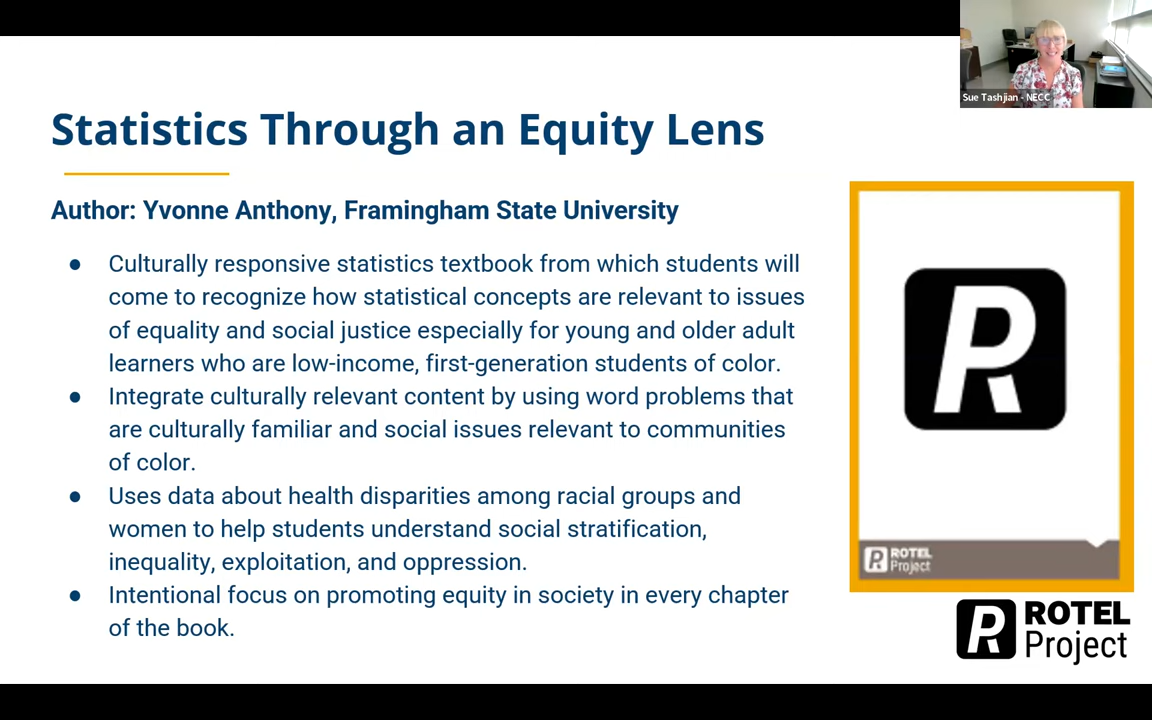 Sue Tashjian - NECC
Statistics Through an Equity Lens
Author: Yvonne Anthony, Framingham State University
● Culturally responsive statistics textbook from which students will
come to recognize how statistical concepts are relevant to issues
of equality and social justice especially for young and older adult
learners who are low-income, first-generation students of color.
● Integrate culturally relevant content by using word problems that
are culturally familiar and social issues relevant to communities
of color.
● Uses data about health disparities among racial groups and
women to help students understand social stratification,
inequality, exploitation, and oppression.
● Intentional focus on promoting equity in society in every chapter
of the book.
R
R ROTEL
Project
R ROTEL
Project